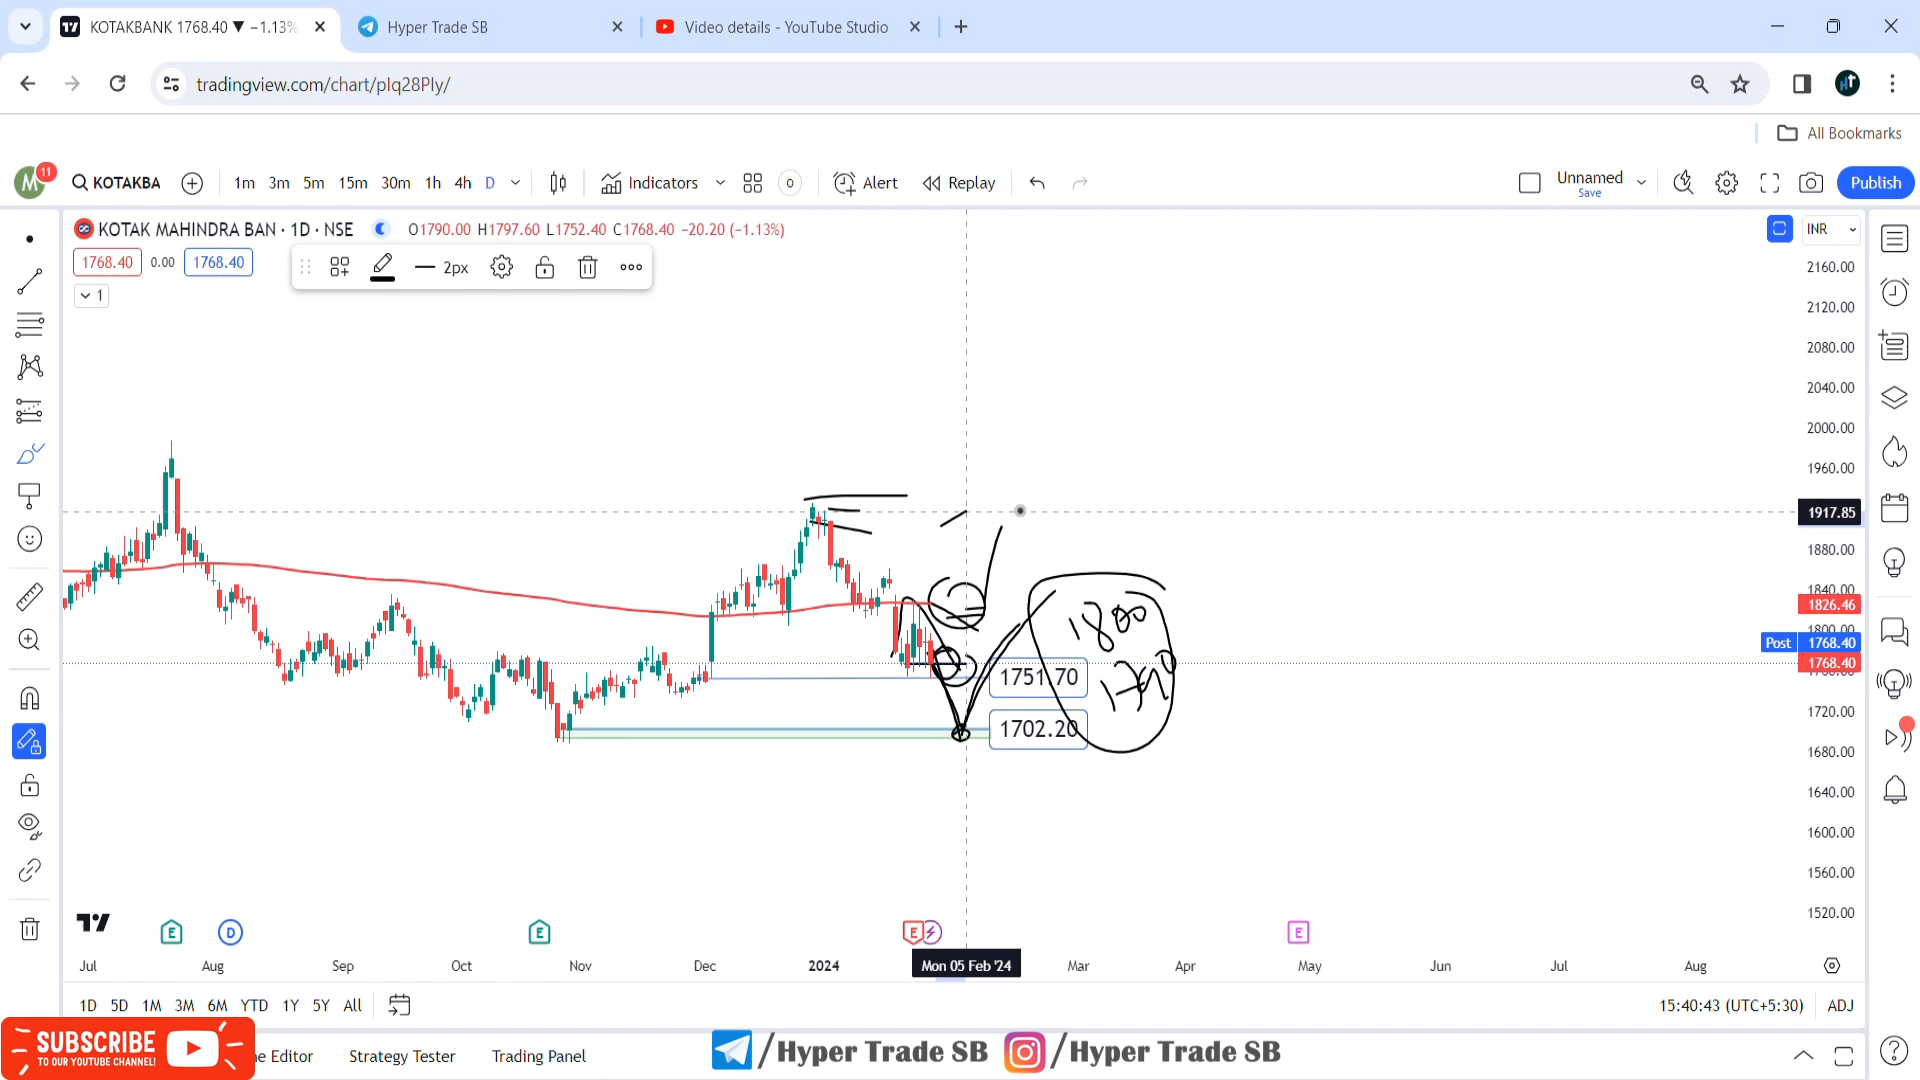 KOTAKBANK 1768.40 ▼ −1.13%
Hyper Trade SB
Video details - YouTube Studio
tradingview.com/chart/pIq28PIy/
All Bookmarks
M 11
KOTAKBA
1m 3m 5m 15m 30m 1h 4h D
Indicators
0
Alert
Replay
Unnamed
Save
Publish
KOTAK MAHINDRA BAN · 1D · NSE
O1790.00 H1797.60 L1752.40 C1768.40 −20.20 (−1.13%)
INR
1768.40 0.00 1768.40
2px
1
2160.00
2120.00
2080.00
2040.00
2000.00
1960.00
1917.85
1880.00
1840.00
1826.46
1800.00
Post 1768.40
1768.40
1720.00
1680.00
1640.00
1600.00
1560.00
1520.00
1800
1751.70
1702.20
E D E E E
Jul Aug Sep Oct Nov Dec 2024 Mon 05 Feb '24 Mar Apr May Jun Jul Aug
1D 5D 1M 3M 6M YTD 1Y 5Y All
15:40:43 (UTC+5:30) ADJ
SUBSCRIBE
TO OUR YOUTUBE CHANNEL!
ne Editor Strategy Tester Trading Panel
/Hyper Trade SB /Hyper Trade SB